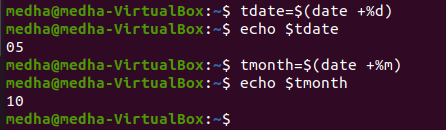 medha@medha-VirtualBox:~$ tdate=$(date +%d)
medha@medha-VirtualBox:~$ echo $tdate
05
medha@medha-VirtualBox:~$ tmonth=$(date +%m)
medha@medha-VirtualBox:~$ echo $tmonth
10
medha@medha-VirtualBox:~$